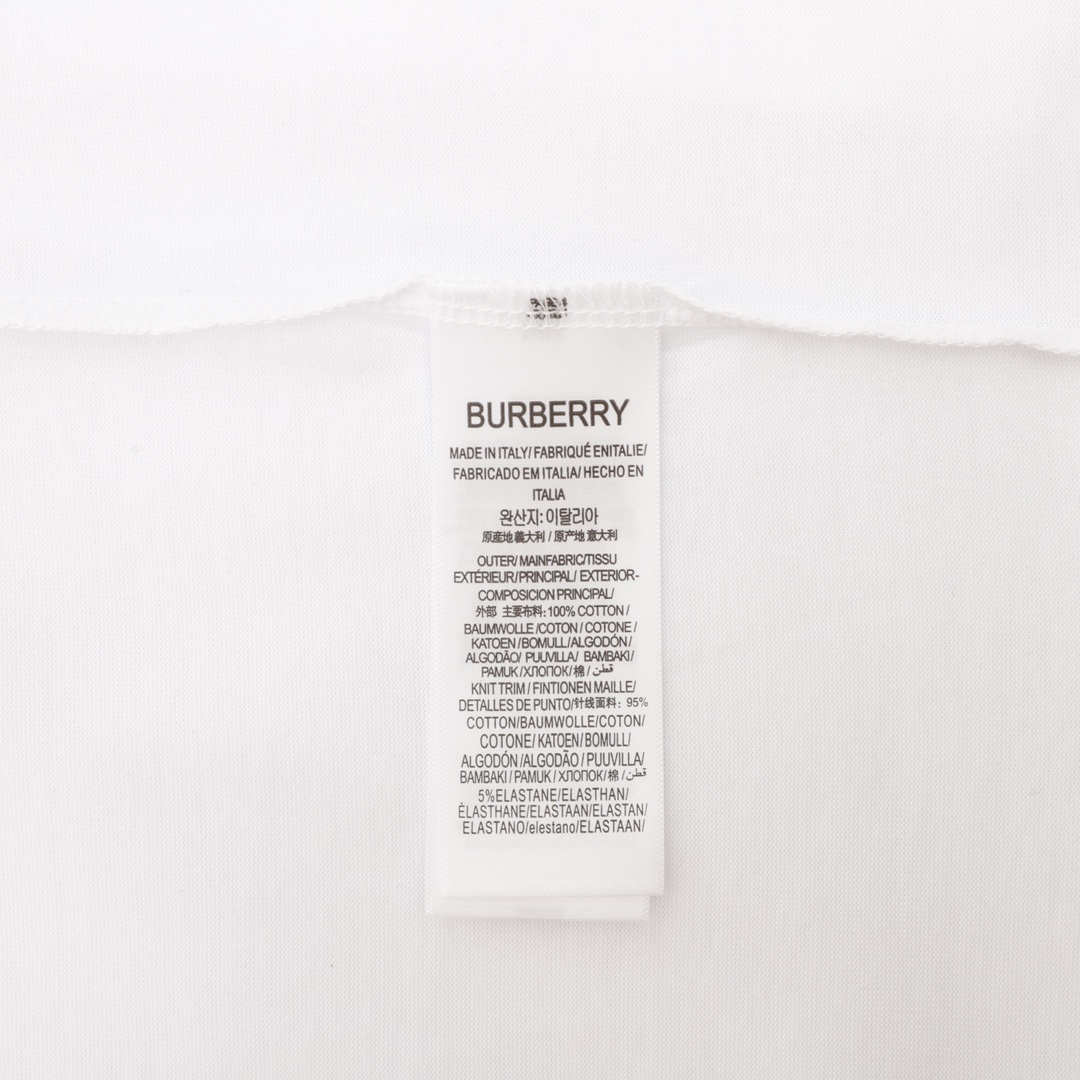 BURBERRY
MADE IN ITALY/ FABRIQUÉ ENITALIE/
FABRICADO EM ITALIA/ HECHO EN
ITALIA
완산지: 이탈리아
原産地 義大利 / 原产地 意大利
OUTER/ MAINFABRIC/TISSU
EXTÉRIEUR/PRINCIPAL/ EXTERIOR-
COMPOSICION PRINCIPAL/
外部 主要布料: 100% COTTON /
BAUMWOLLE /COTON / COTONE /
KATOEN / BOMULL/ALGODÓN /
ALGODÃO/ PUUVILLA/ BAMBAKI/
PAMUK /ХЛОПОК/ 棉 / قطن
KNIT TRIM / FINTIONEN MAILLE/
DETALLES DE PUNTO/针线面料: 95%
COTTON/BAUMWOLLE/COTON/
COTONE/ KATOEN/BOMULL/
ALGODÓN /ALGODÃO / PUUVILLA/
BAMBAKI / PAMUK / ХЛОПОК/ 棉 / قطن
5%ELASTANE/ELASTHAN/
ÈLASTHANE/ELASTAAN/ELASTAN/
ELASTANO/elestano/ELASTAAN/